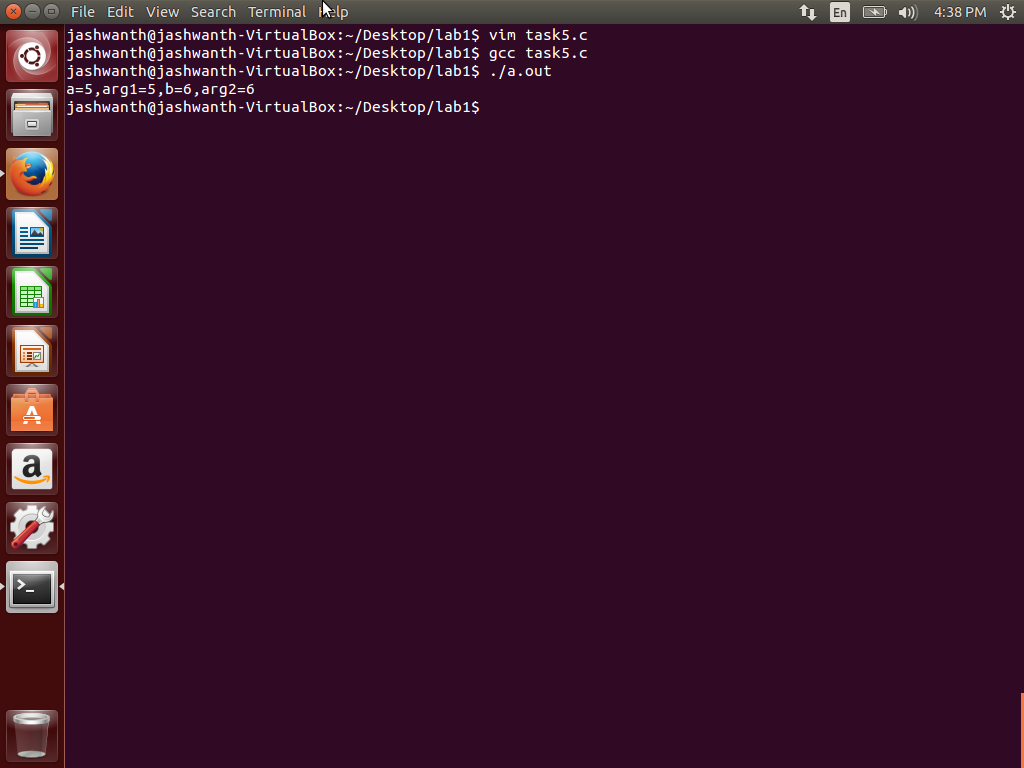 File Edit View Search Terminal Help
En
4:38 PM
jashwanth@jashwanth-VirtualBox:~/Desktop/lab1$ vim task5.c
jashwanth@jashwanth-VirtualBox:~/Desktop/lab1$ gcc task5.c
jashwanth@jashwanth-VirtualBox:~/Desktop/lab1$ ./a.out
a=5,arg1=5,b=6,arg2=6
jashwanth@jashwanth-VirtualBox:~/Desktop/lab1$